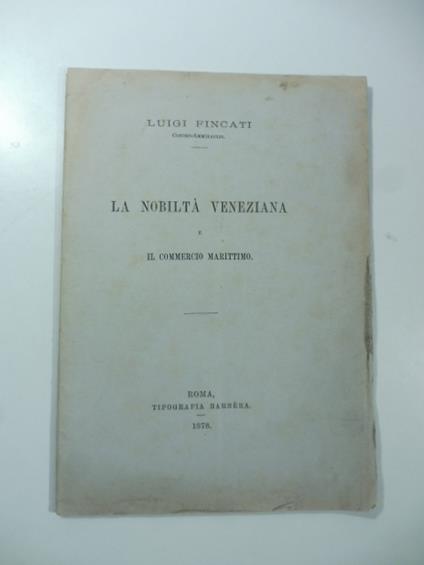 LUIGI FINCATI
CONTRO-AMMIRAGLIO.
LA NOBILTÀ VENEZIANA
E
IL COMMERCIO MARITTIMO.
ROMA,
TIPOGRAFIA BARBÈRA.
1878.